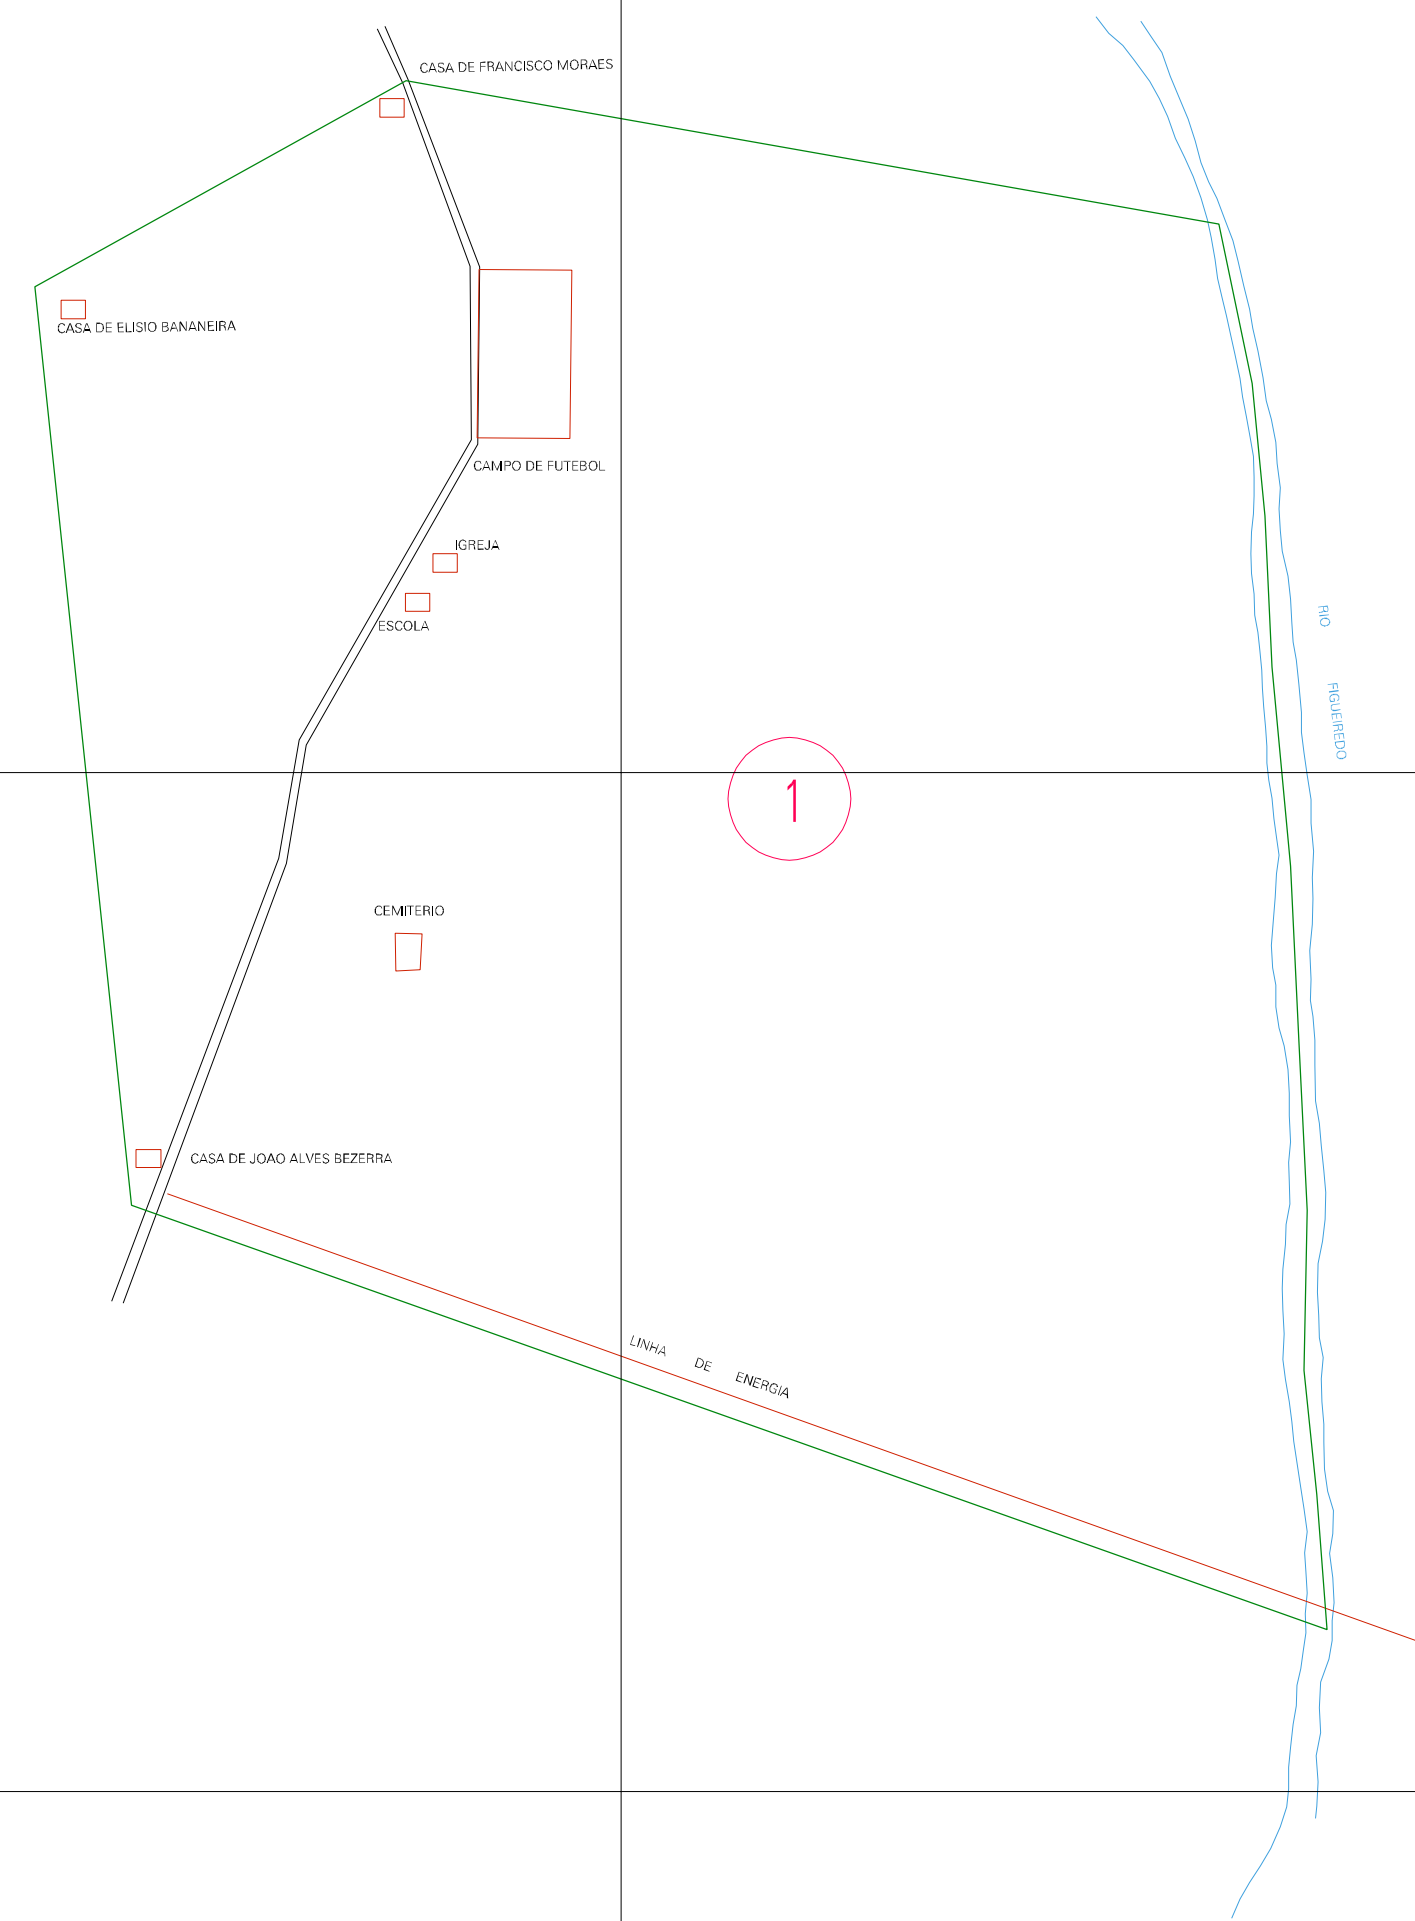 CASA DE FRANCISCO MORAES
CASA DE ELISIO BANANEIRA
CAMPO DE FUTEBOL
IGREJA
ESCOLA
RIO FIGUEIREDO
1
CEMITERIO
CASA DE JOAO ALVES BEZERRA
LINHA DE ENERGIA